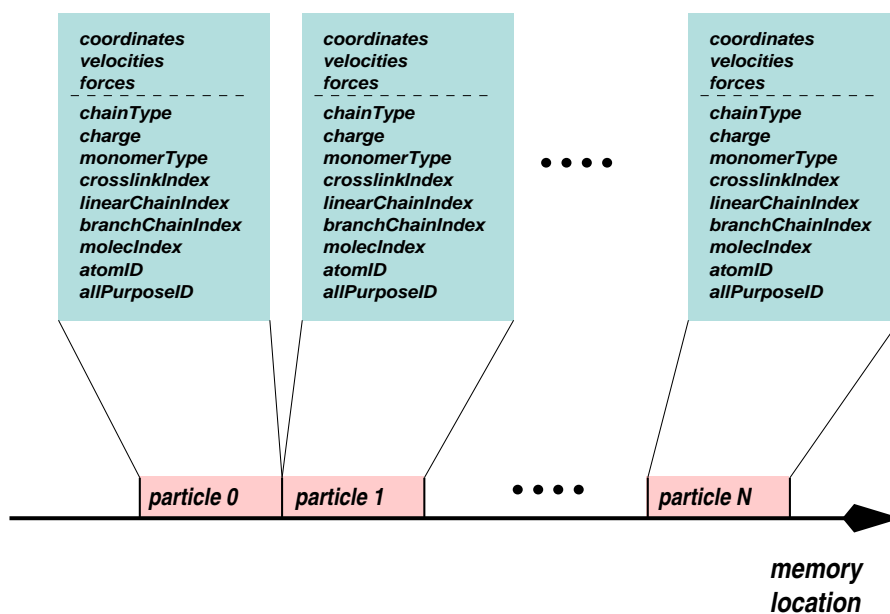 coordinates
velocities
forces
chainType
charge
monomerType
crosslinkIndex
linearChainIndex
branchChainIndex
molecIndex
atomID
allPurposeID
coordinates
velocities
forces
chainType
charge
monomerType
crosslinkIndex
linearChainIndex
branchChainIndex
molecIndex
atomID
allPurposeID
coordinates
velocities
forces
chainType
charge
monomerType
crosslinkIndex
linearChainIndex
branchChainIndex
molecIndex
atomID
allPurposeID
particle 0
particle 1
particle N
memory
location